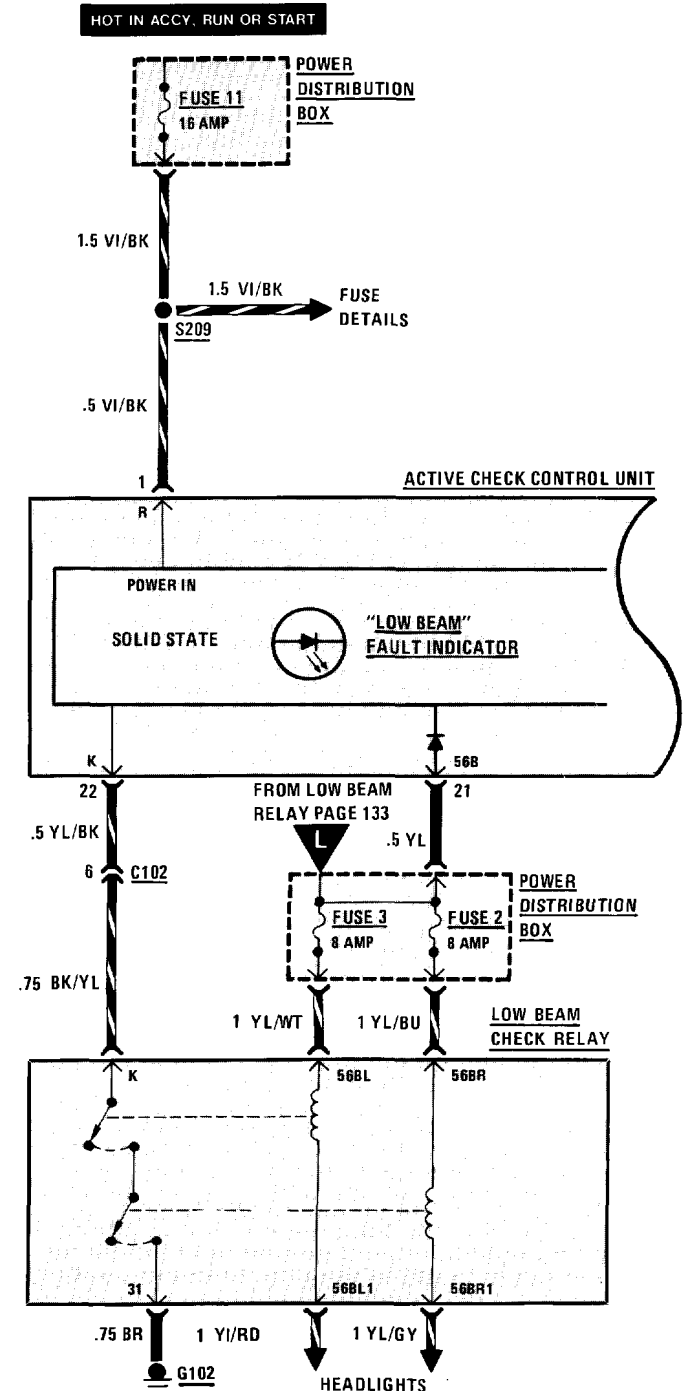 HOT IN ACCY, RUN OR START
POWER
DISTRIBUTION
BOX
FUSE 11
16 AMP
1.5 VI/BK
1.5 VI/BK
FUSE
DETAILS
S209
.5 VI/BK
1
ACTIVE CHECK CONTROL UNIT
R
POWER IN
SOLID STATE
"LOW BEAM"
FAULT INDICATOR
K
56B
22
FROM LOW BEAM
RELAY PAGE 133
21
.5 YL/BK
L
.5 YL
6
C102
POWER
DISTRIBUTION
BOX
FUSE 3
8 AMP
FUSE 2
8 AMP
.75 BK/YL
1 YL/WT
1 YL/BU
LOW BEAM
CHECK RELAY
K
56BL
56BR
31
56BL1
56BR1
.75 BR
1 YI/RD
1 YL/GY
G102
HEADLIGHTS